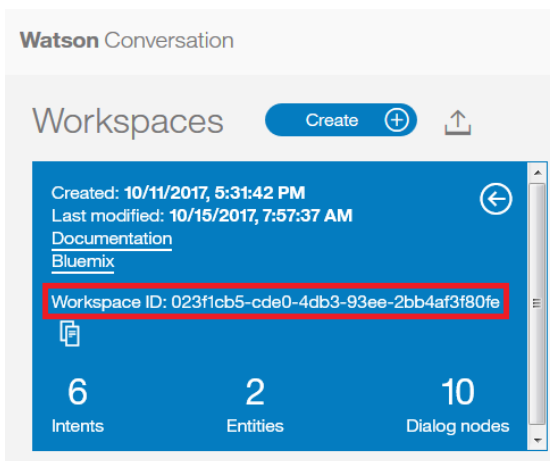 Watson Conversation
Workspaces
Create
Created: 10/11/2017, 5:31:42 PM
Last modified: 10/15/2017, 7:57:37 AM
Documentation
Bluemix
Workspace ID: 023f1cb5-cde0-4db3-93ee-2bb4af3f80fe
6 2 10
Intents Entities Dialog nodes